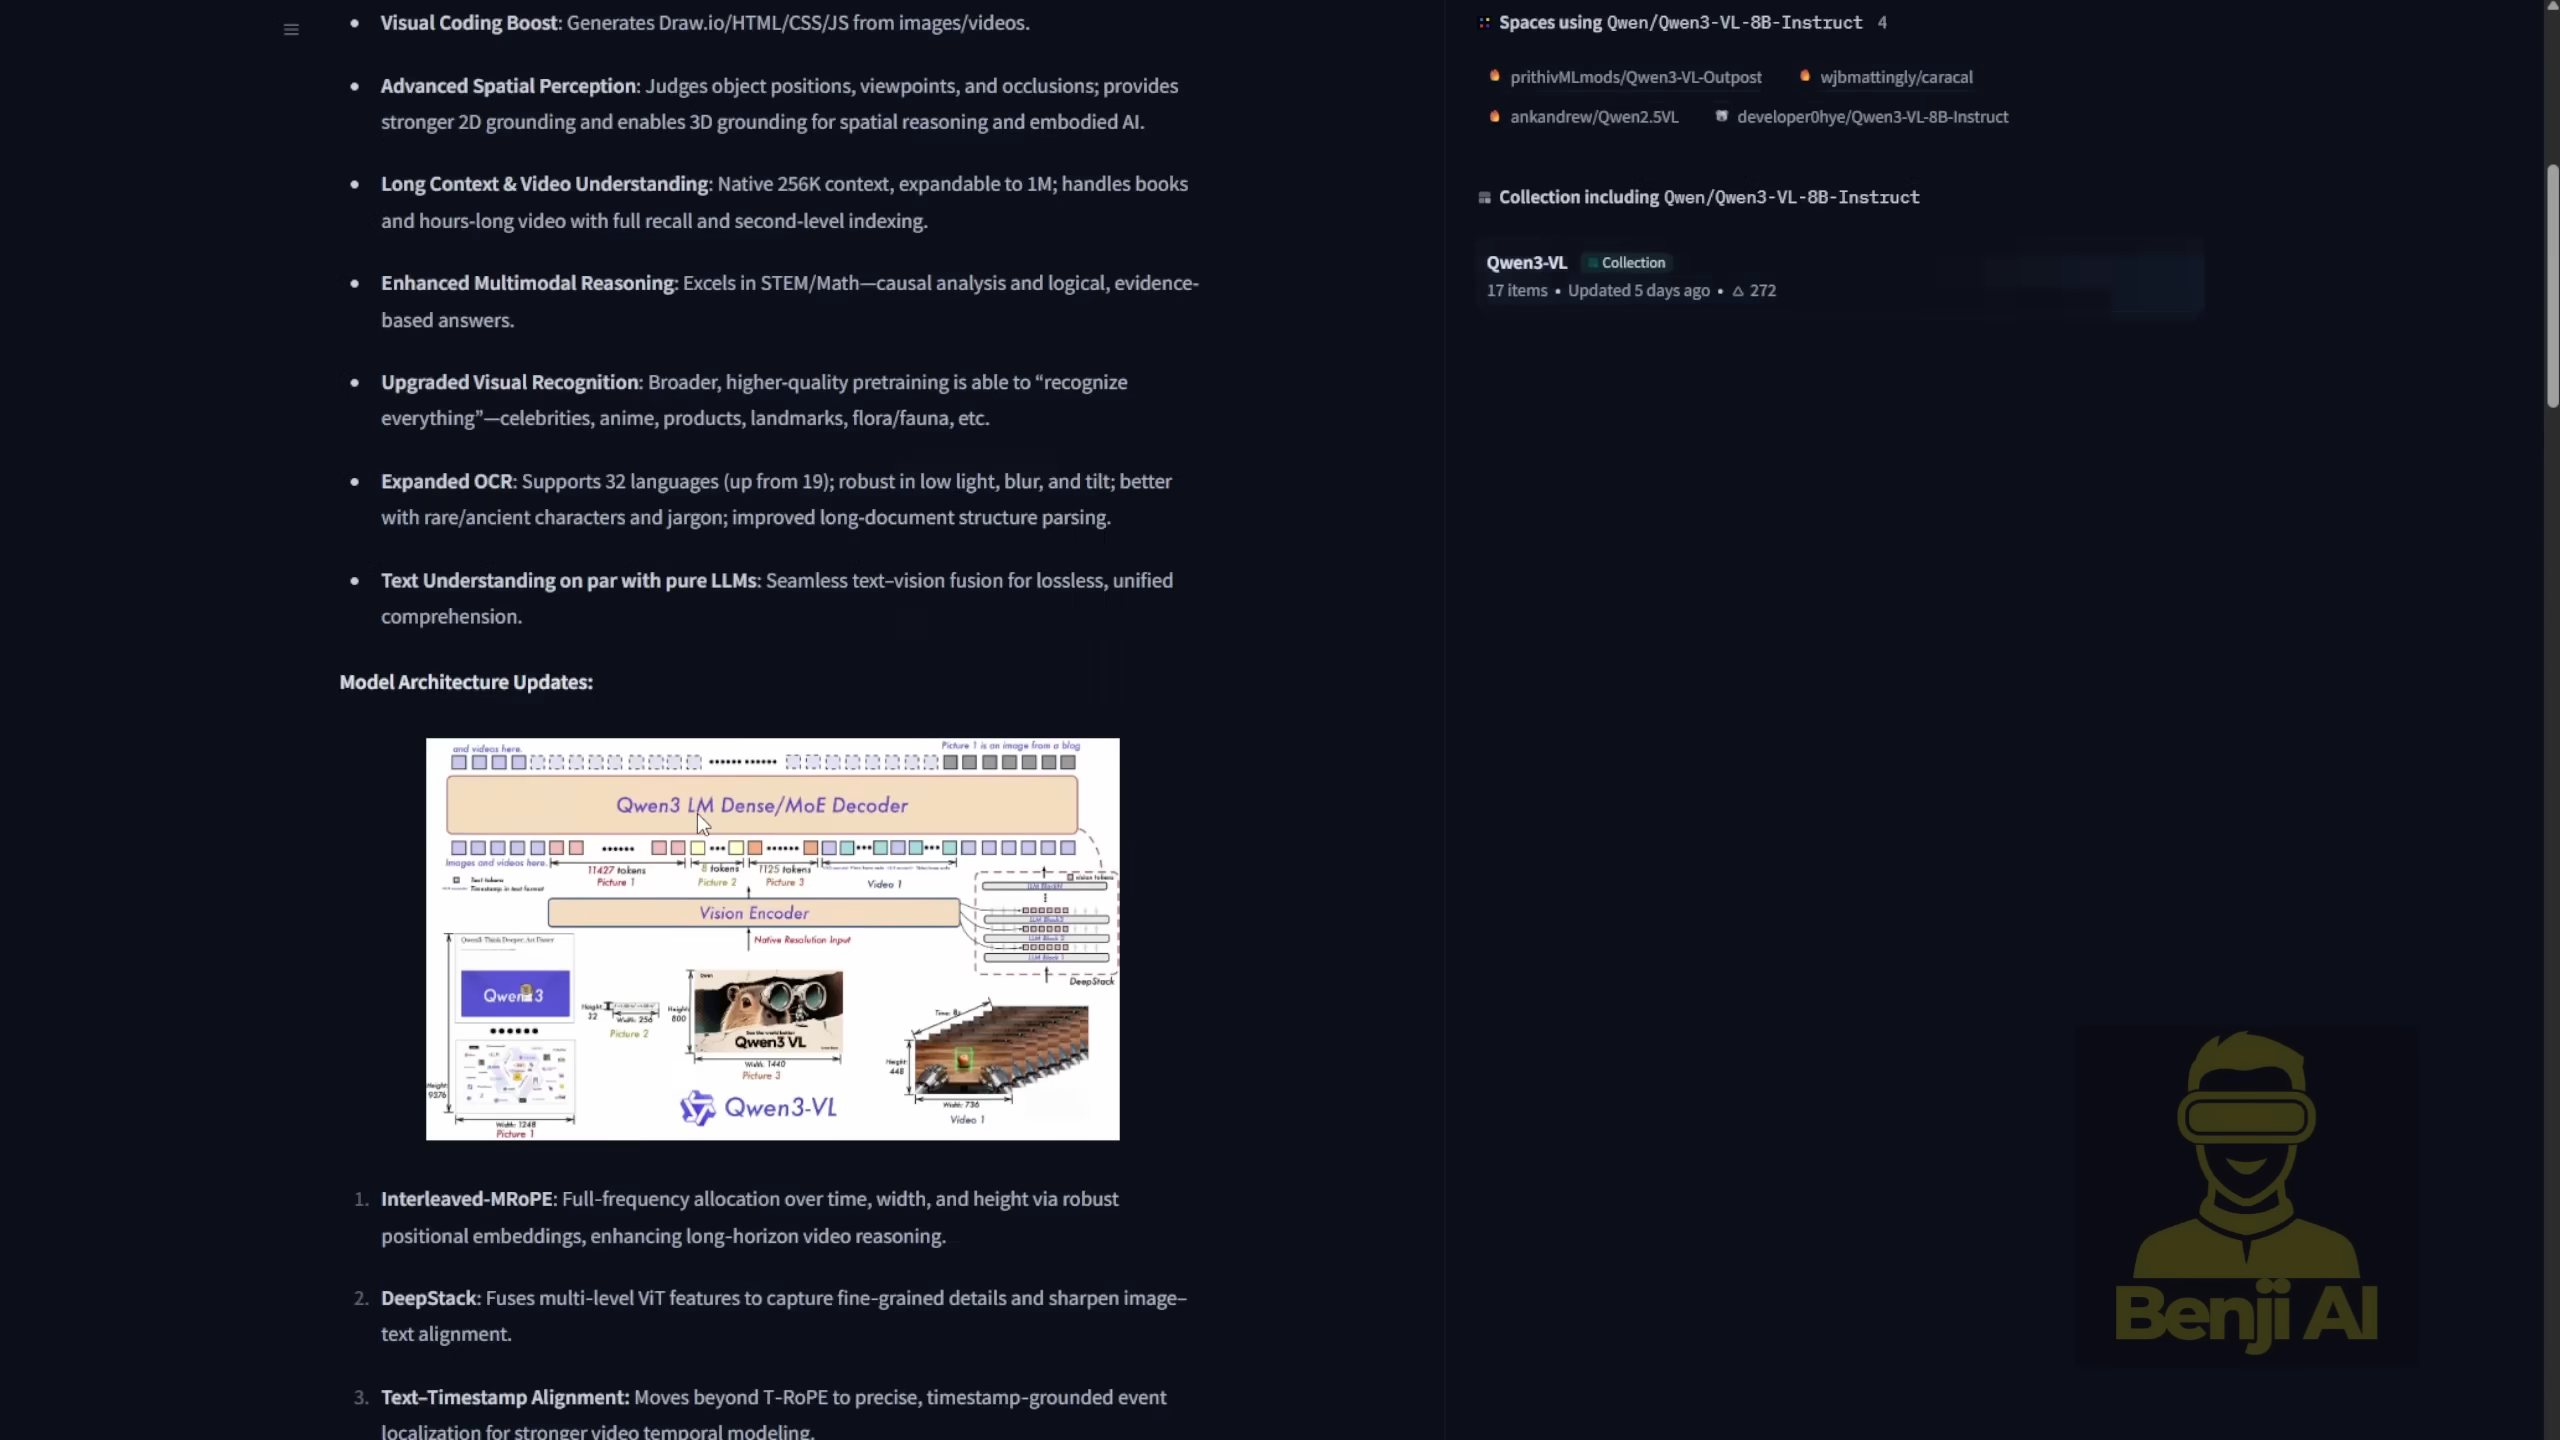 Visual Coding Boost: Generates Draw.io/HTML/CSS/JS from images/videos.
Advanced Spatial Perception: Judges object positions, viewpoints, and occlusions; provides
stronger 2D grounding and enables 3D grounding for spatial reasoning and embodied AI.
Long Context & Video Understanding: Native 256K context, expandable to 1M; handles books
and hours-long video with full recall and second-level indexing.
Enhanced Multimodal Reasoning: Excels in STEM/Math—causal analysis and logical, evidence-
based answers.
Upgraded Visual Recognition: Broader, higher-quality pretraining is able to “recognize
everything”—celebrities, anime, products, landmarks, flora/fauna, etc.
Expanded OCR: Supports 32 languages (up from 19); robust in low light, blur, and tilt; better
with rare/ancient characters and jargon; improved long-document structure parsing.
Text Understanding on par with pure LLMs: Seamless text–vision fusion for lossless, unified
comprehension.
Model Architecture Updates:
and videos here.
Picture 1 is an image from a blog
Qwen3 LM Dense/MoE Decoder
Images and videos here.
11427 tokens
8 tokens
1125 tokens
Picture 1
Picture 2
Picture 3
Video 1
Text tokens
Timestamp in text format
vision tokens
Vision Encoder
Native Resolution Input
LLM Block 1
DeepStack
Qwen3: Think Deeper, Act Faster
Qwen3
Height: 9376
Width: 1248
Picture 1
Height: 32
Width: 256
Picture 2
Height: 800
Qwen3 VL
Width: 1440
Picture 3
Qwen3-VL
Time: 8s
Height: 448
Width: 736
Video 1
1. Interleaved-MRoPE: Full-frequency allocation over time, width, and height via robust
positional embeddings, enhancing long-horizon video reasoning.
2. DeepStack: Fuses multi-level ViT features to capture fine-grained details and sharpen image–
text alignment.
3. Text–Timestamp Alignment: Moves beyond T-RoPE to precise, timestamp-grounded event
localization for stronger video temporal modeling.
Spaces using Qwen/Qwen3-VL-8B-Instruct 4
prithivMLmods/Qwen3-VL-Outpost
wjbmattingly/caracal
ankandrew/Qwen2.5VL
developer0hye/Qwen3-VL-8B-Instruct
Collection including Qwen/Qwen3-VL-8B-Instruct
Qwen3-VL Collection
17 items • Updated 5 days ago • 272
Benji AI